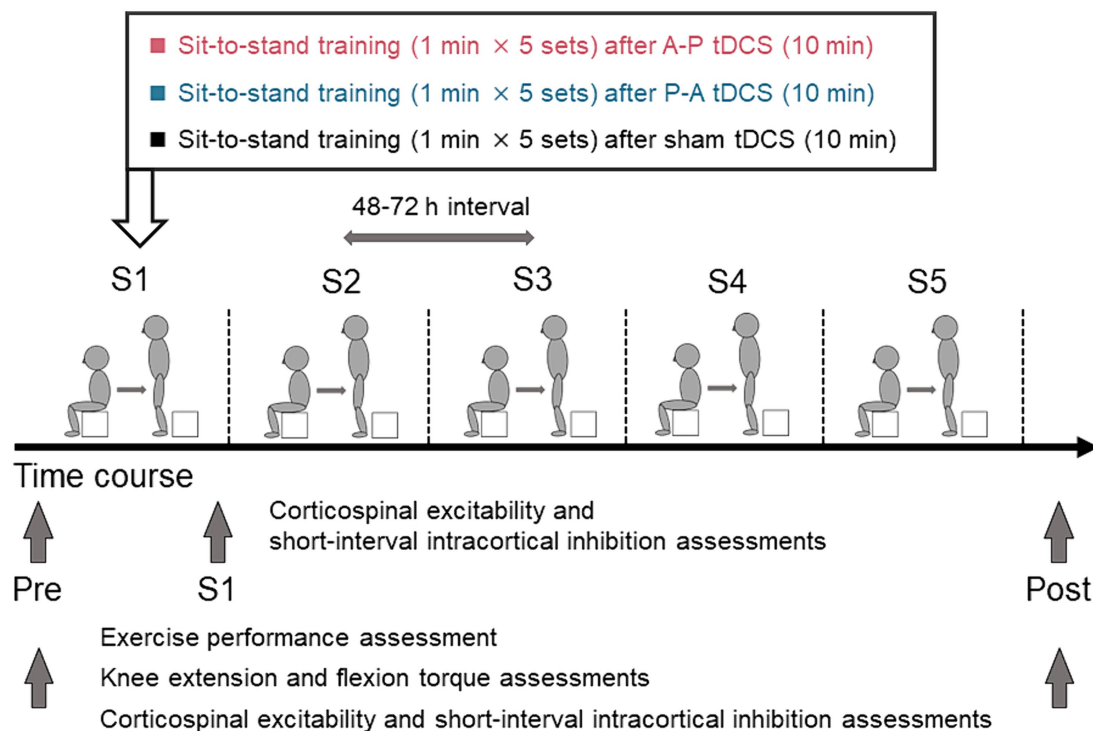 Sit-to-stand training (1 min × 5 sets) after A-P tDCS (10 min)
Sit-to-stand training (1 min × 5 sets) after P-A tDCS (10 min)
Sit-to-stand training (1 min × 5 sets) after sham tDCS (10 min)
48-72 h interval
S1 S2 S3 S4 S5
Time course
Corticospinal excitability and
short-interval intracortical inhibition assessments
Pre S1 Post
Exercise performance assessment
Knee extension and flexion torque assessments
Corticospinal excitability and short-interval intracortical inhibition assessments